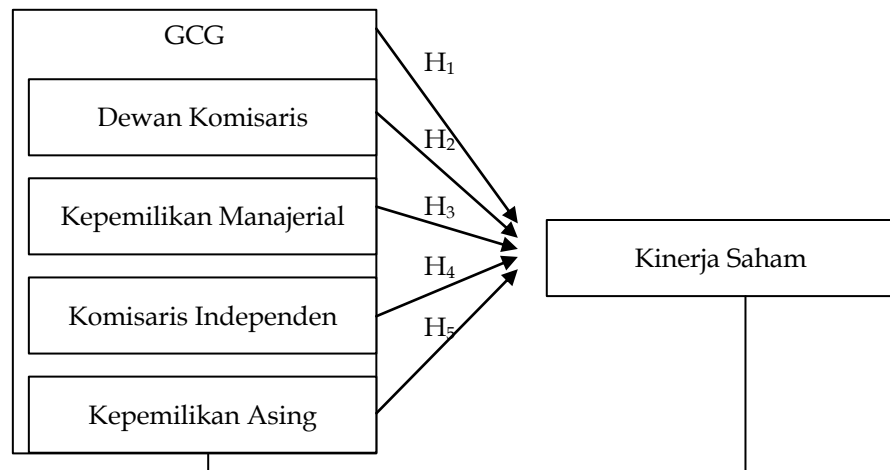 GCG
H₁
Dewan Komisaris
H₂
Kepemilikan Manajerial
H₃
Kinerja Saham
H₄
Komisaris Independen
H₅
Kepemilikan Asing